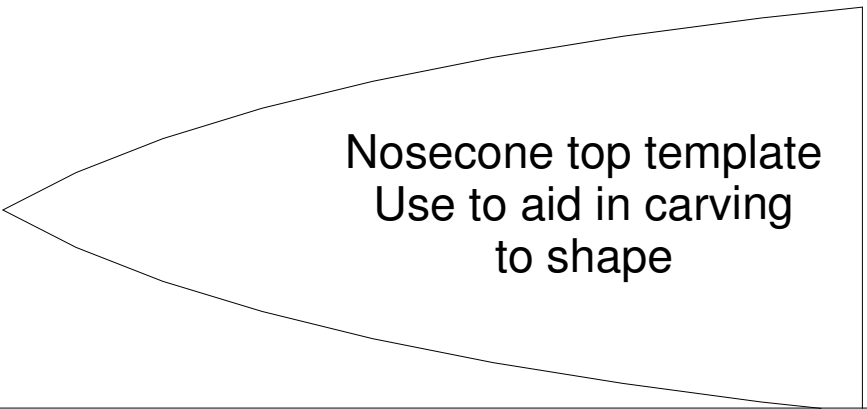 Nosecone top template
Use to aid in carving
to shape